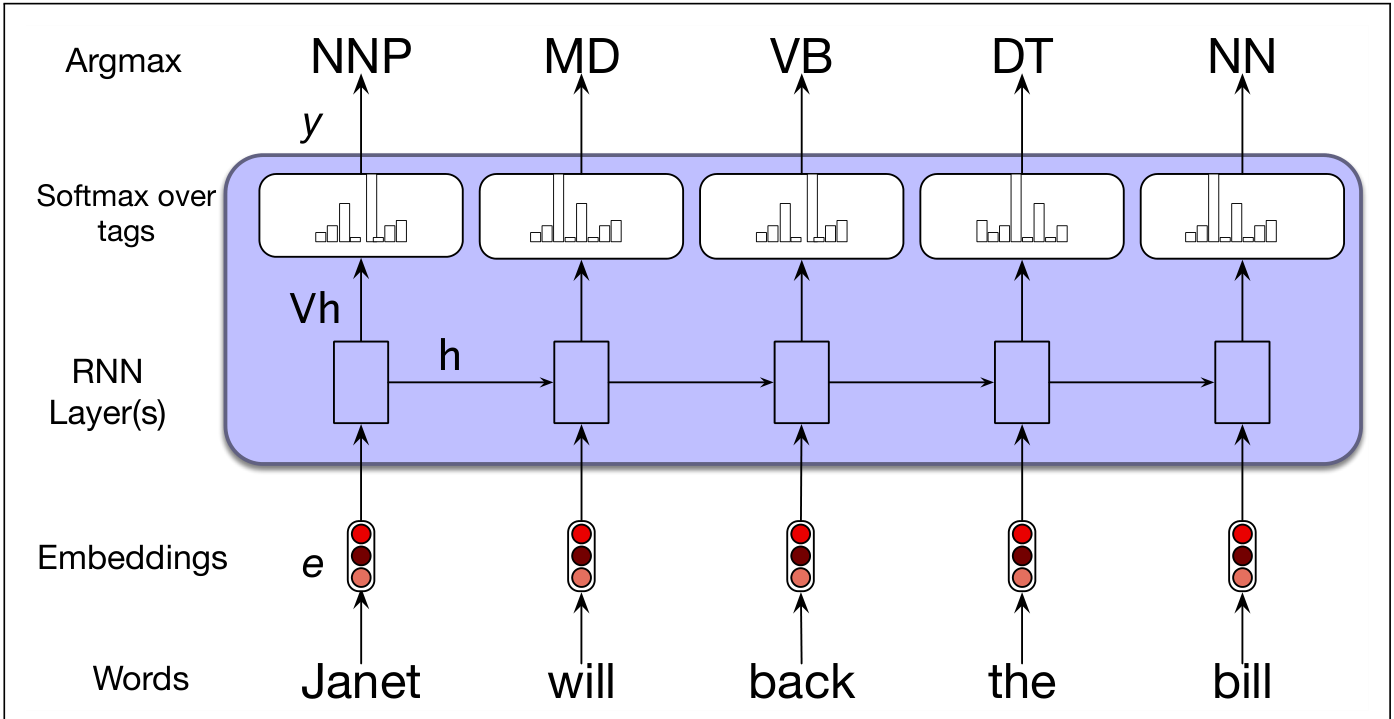 Argmax NNP MD VB DT NN
y
Softmax over
tags
Vh
h
RNN
Layer(s)
Embeddings e
Words Janet will back the bill